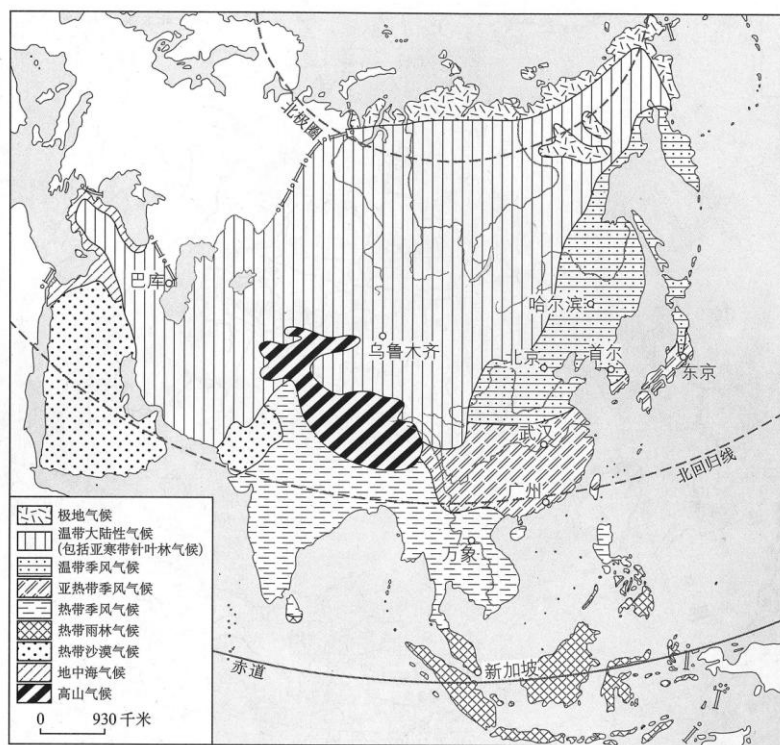 北极圈
巴库
乌鲁木齐
哈尔滨
北京
首尔
东京
武汉
广州
北回归线
万象
新加坡
赤道
极地气候
温带大陆性气候
(包括亚寒带针叶林气候)
温带季风气候
亚热带季风气候
热带季风气候
热带雨林气候
热带沙漠气候
地中海气候
高山气候
0 930 千米